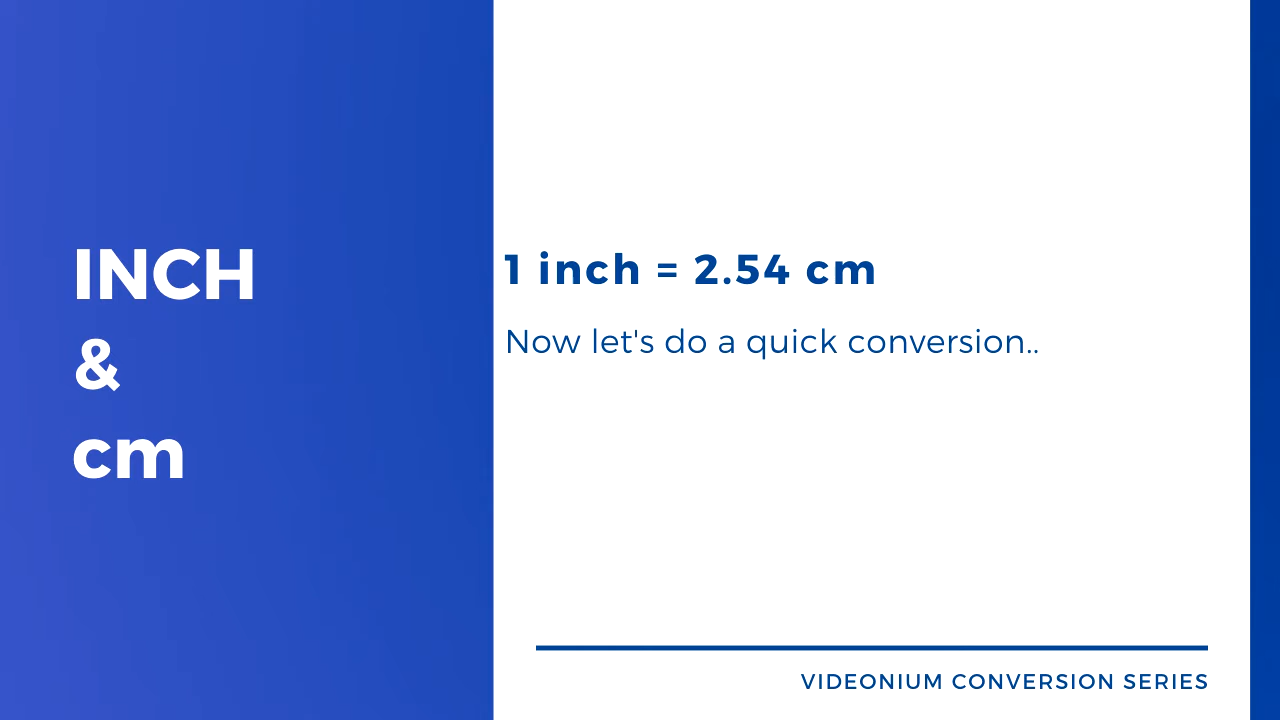 INCH
&
cm
1 inch = 2.54 cm
Now let's do a quick conversion..
VIDEONIUM CONVERSION SERIES